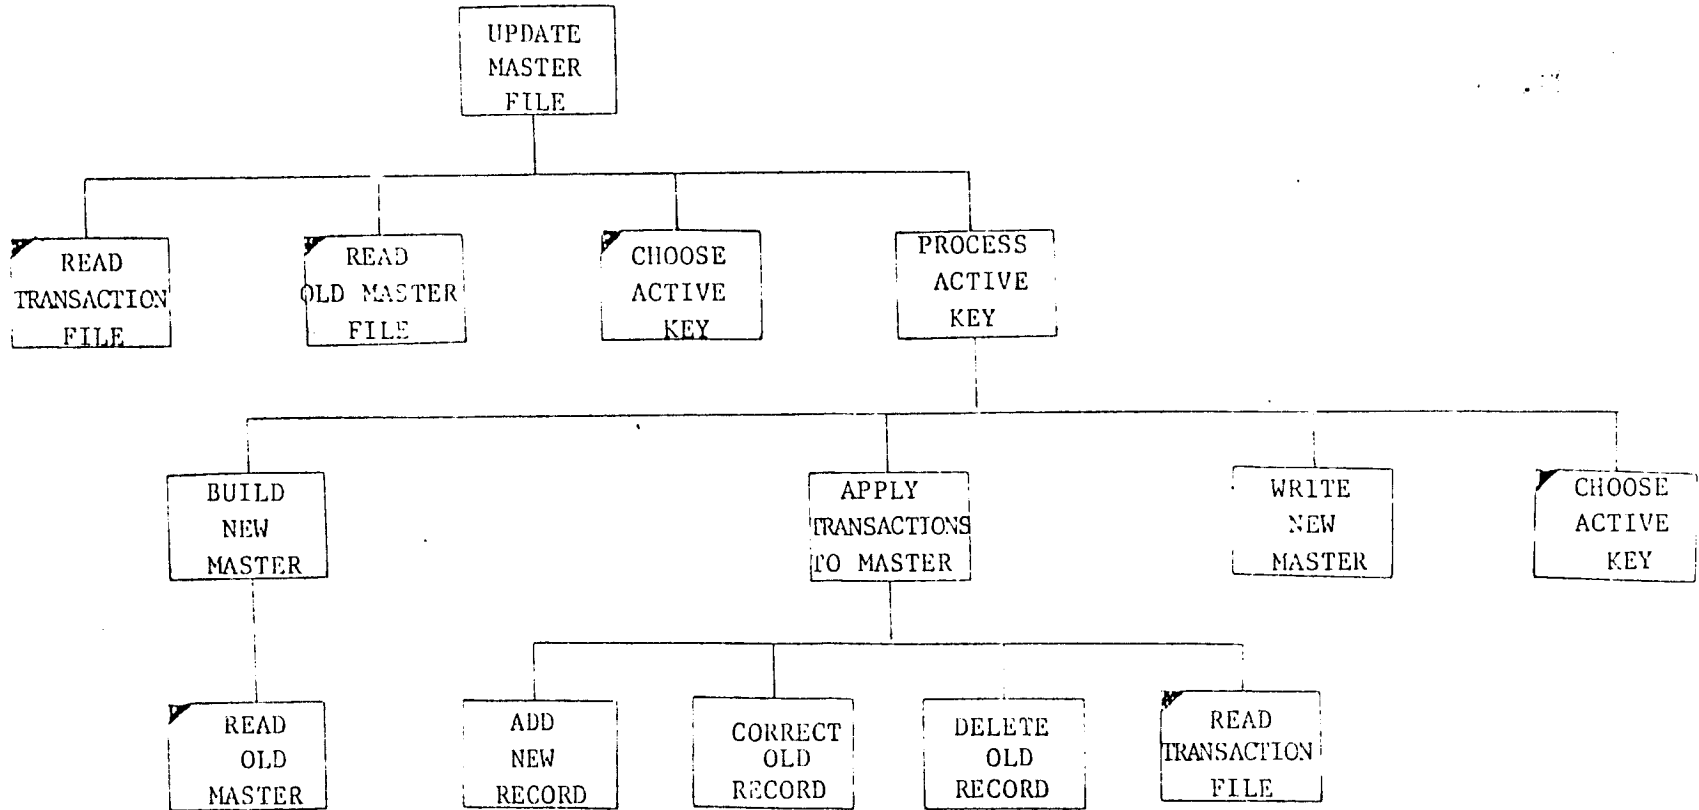 UPDATE
MASTER
FILE
READ
TRANSACTION
FILE
READ
OLD MASTER
FILE
CHOOSE
ACTIVE
KEY
PROCESS
ACTIVE
KEY
BUILD
NEW
MASTER
APPLY
TRANSACTIONS
TO MASTER
WRITE
NEW
MASTER
CHOOSE
ACTIVE
KEY
READ
OLD
MASTER
ADD
NEW
RECORD
CORRECT
OLD
RECORD
DELETE
OLD
RECORD
READ
TRANSACTION
FILE